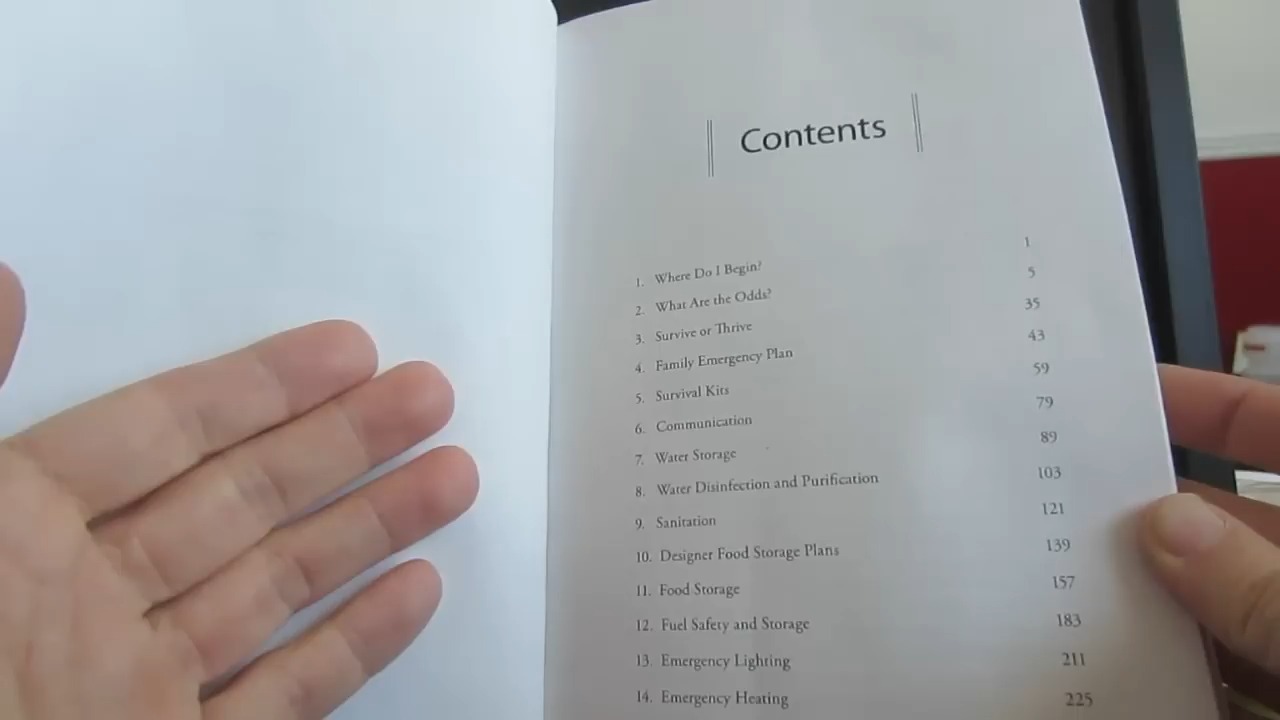 Contents
1. Where Do I Begin? 1
2. What Are the Odds? 5
3. Survive or Thrive 35
4. Family Emergency Plan 43
5. Survival Kits 59
6. Communication 79
7. Water Storage 89
8. Water Disinfection and Purification 103
9. Sanitation 121
10. Designer Food Storage Plans 139
11. Food Storage 157
12. Fuel Safety and Storage 183
13. Emergency Lighting 211
14. Emergency Heating 225